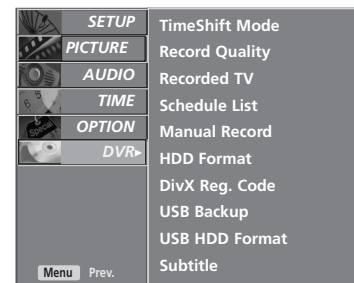 SETUP
PICTURE
AUDIO
TIME
OPTION
DVR▸
Menu Prev.
TimeShift Mode
Record Quality
Recorded TV
Schedule List
Manual Record
HDD Format
DivX Reg. Code
USB Backup
USB HDD Format
Subtitle